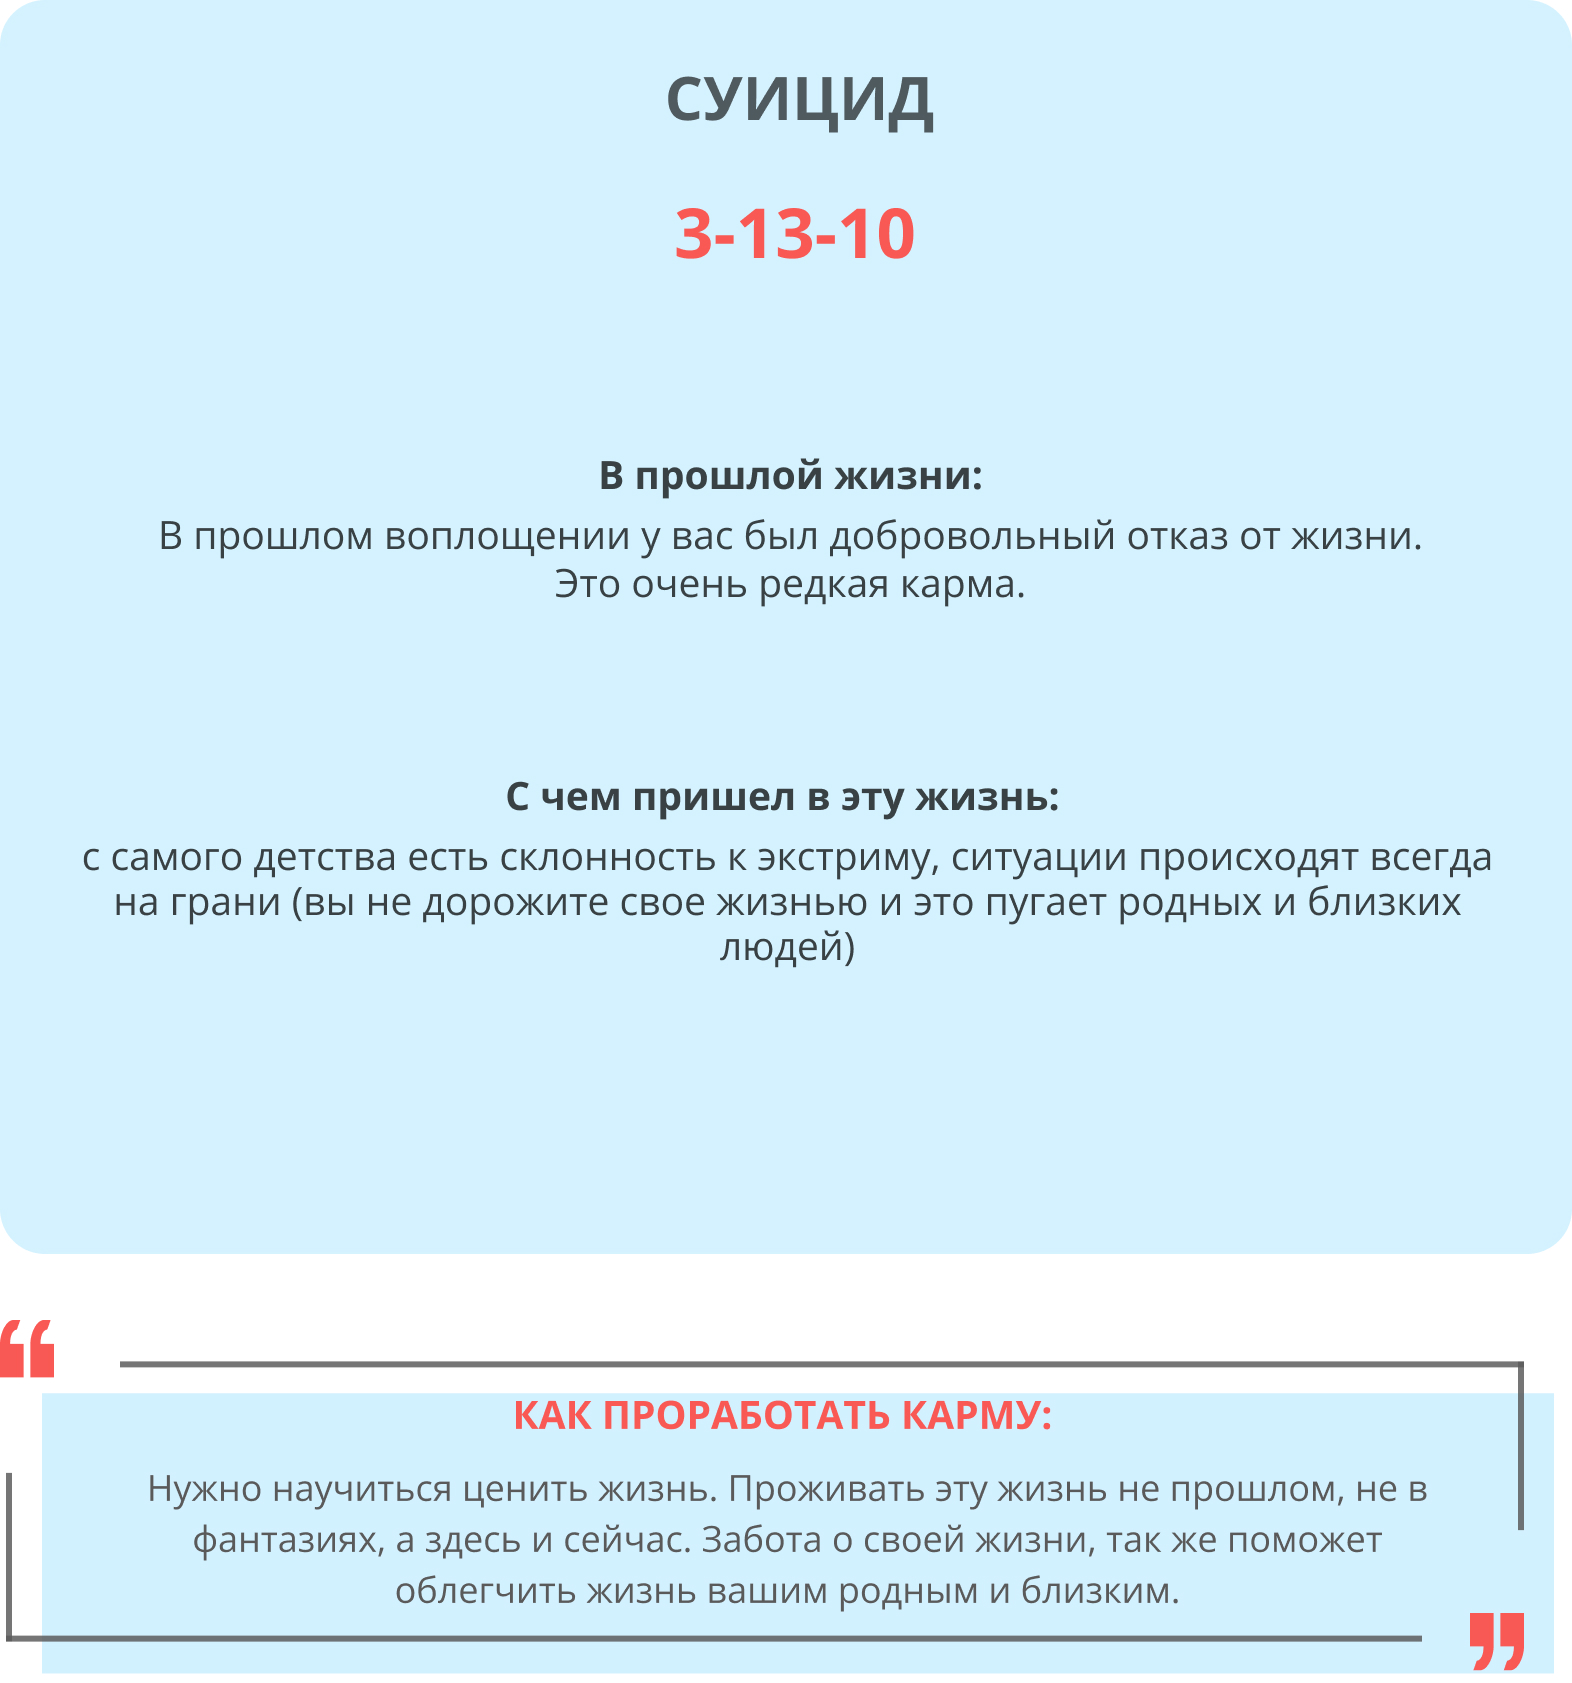 СУИЦИД
3-13-10
В прошлой жизни:
В прошлом воплощении у вас был добровольный отказ от жизни.
Это очень редкая карма.
С чем пришел в эту жизнь:
с самого детства есть склонность к экстриму, ситуации происходят всегда
на грани (вы не дорожите свое жизнью и это пугает родных и близких
людей)
КАК ПРОРАБОТАТЬ КАРМУ:
Нужно научиться ценить жизнь. Проживать эту жизнь не прошлом, не в
фантазиях, а здесь и сейчас. Забота о своей жизни, так же поможет
облегчить жизнь вашим родным и близким.